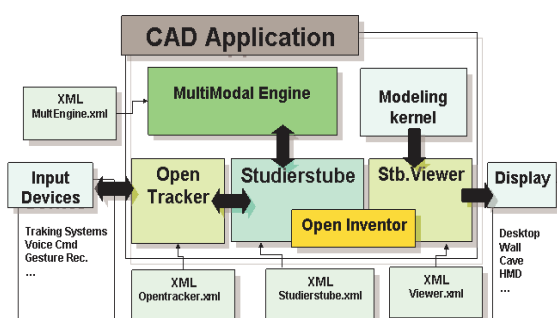 CAD Application
XML
MultEngine.xml
MultiModal Engine
Modeling
kernel
Input
Devices
Open
Tracker
Studierstube
Stb.Viewer
Display
Open Inventor
Traking Systems
Voice Cmd
Gesture Rec.
...
Desktop
Wall
Cave
HMD
...
XML
Opentracker.xml
XML
Studierstube.xml
XML
Viewer.xml